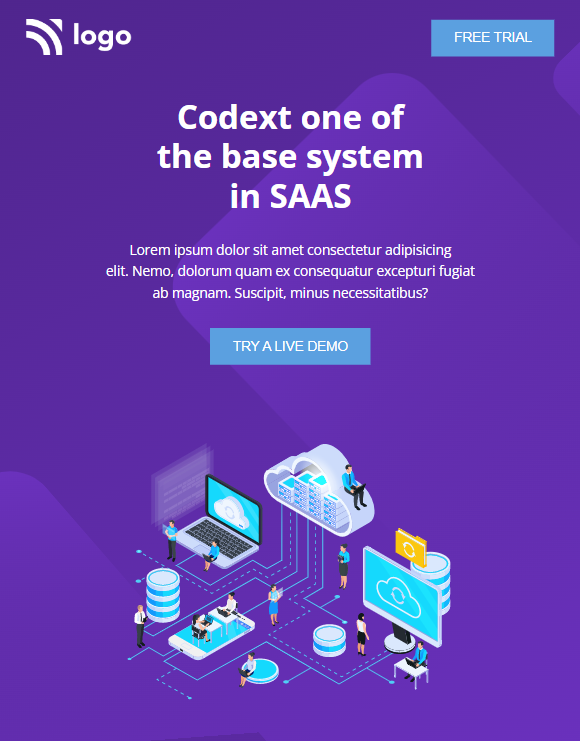 logo
FREE TRIAL
Codext one of
the base system
in SAAS
Lorem ipsum dolor sit amet consectetur adipisicing
elit. Nemo, dolorum quam ex consequatur excepturi fugiat
ab magnam. Suscipit, minus necessitatibus?
TRY A LIVE DEMO